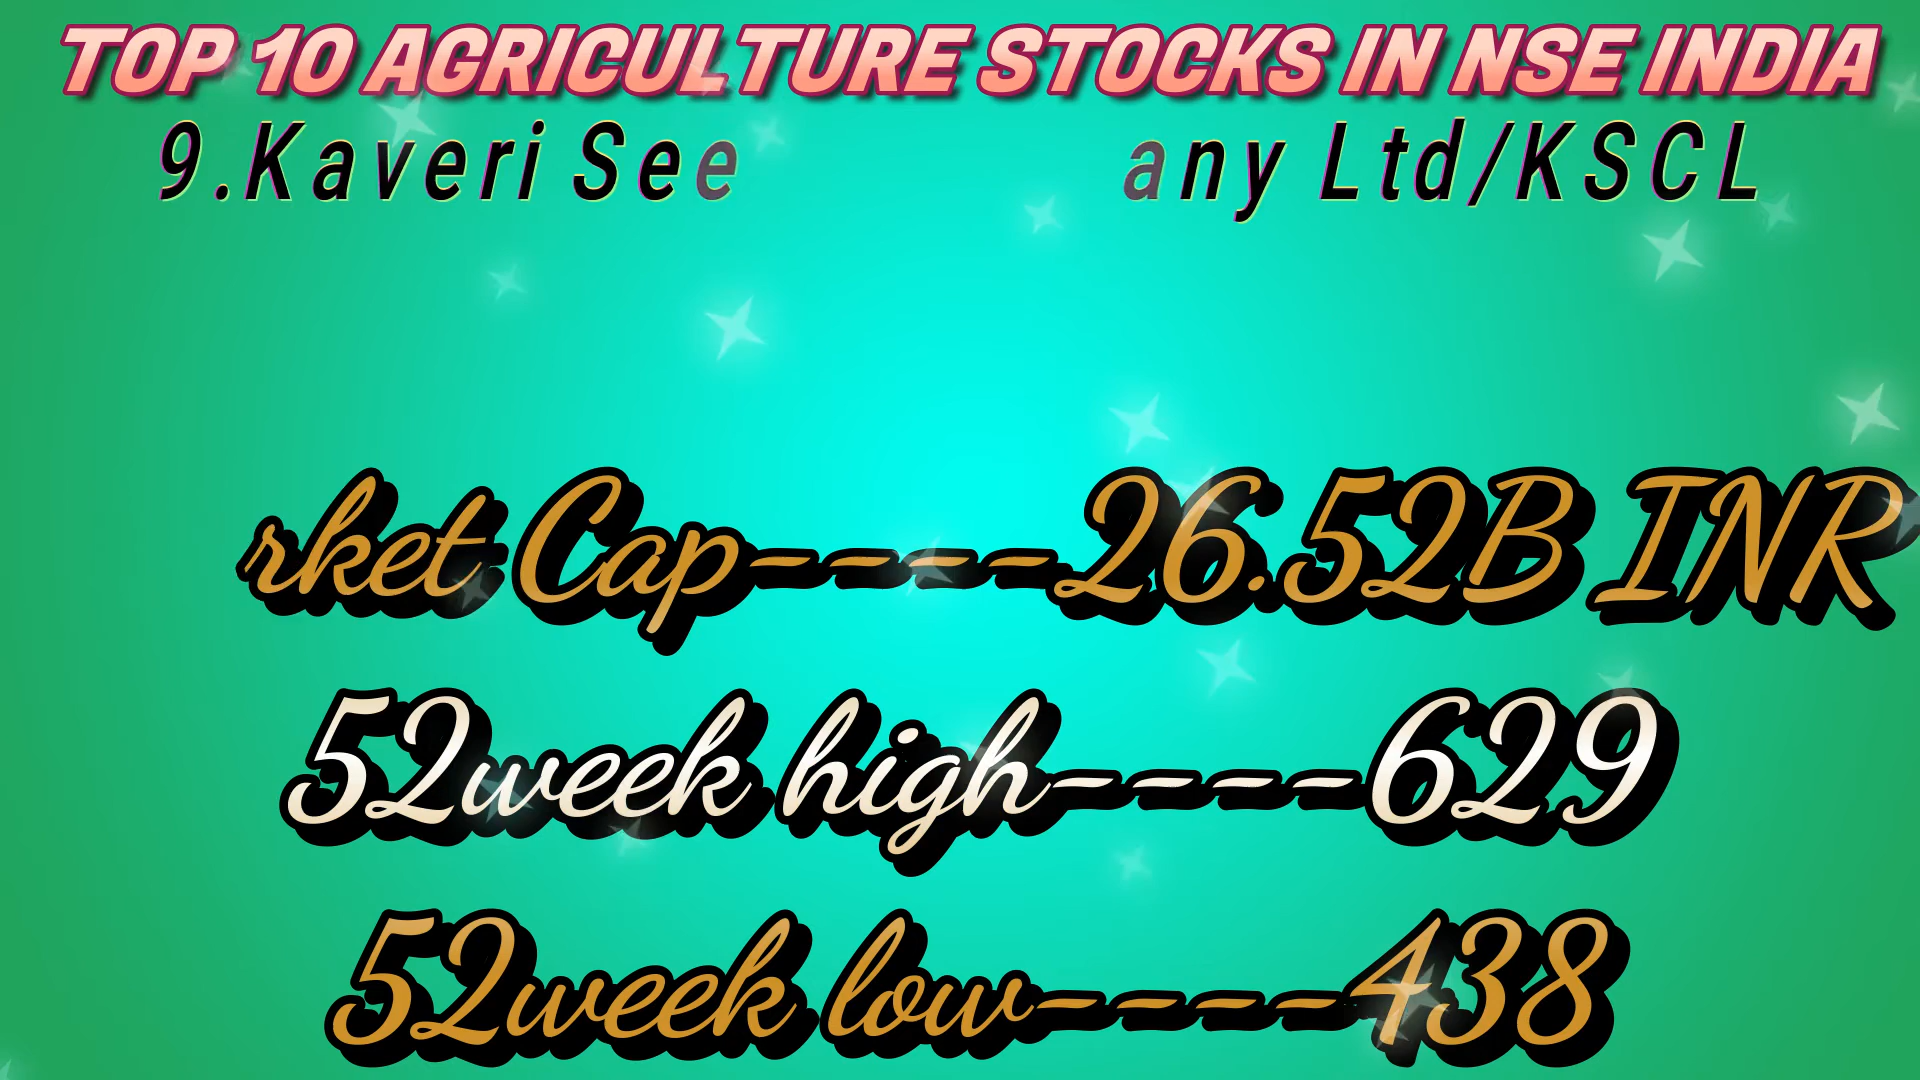 TOP 10 AGRICULTURE STOCKS IN NSE INDIA
9.Kaveri See any Ltd/KSCL
rket Cap----26.52B INR
52week high----629
52week low----438